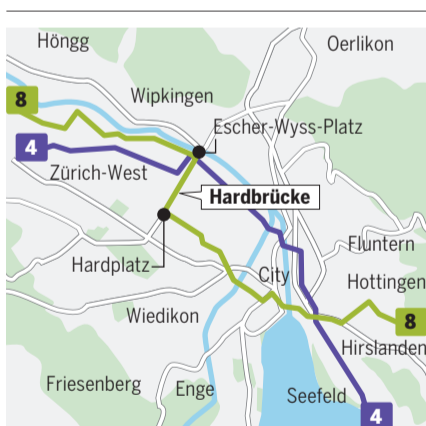 Höngg
Oerlikon
Wipkingen
8
Escher-Wyss-Platz
4
Zürich-West
Hardbrücke
Fluntern
Hardplatz
City
Hottingen
Wiedikon
8
Hirslanden
Friesenberg
Enge
Seefeld
4